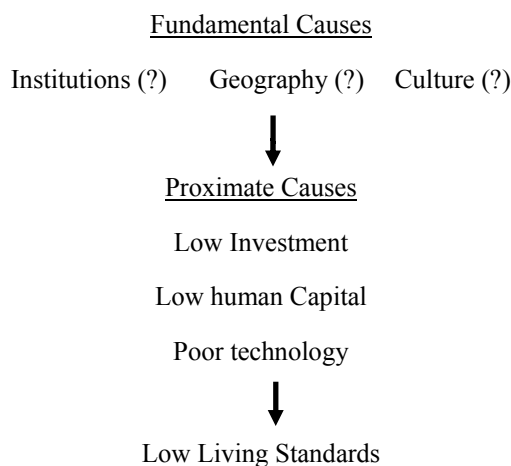 Fundamental Causes
Institutions (?) Geography (?) Culture (?)
Proximate Causes
Low Investment
Low human Capital
Poor technology
Low Living Standards